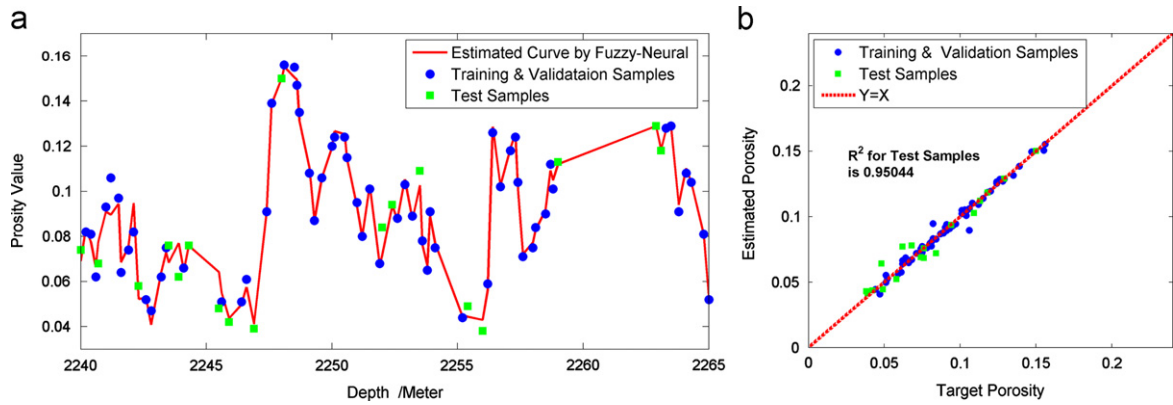 a
Prosity Value
0.16
0.14
0.12
0.1
0.08
0.06
0.04
2240
2245
2250
2255
2260
2265
Depth /Meter
Estimated Curve by Fuzzy-Neural
Training & Validataion Samples
Test Samples
b
Estimated Porosity
0.2
0.15
0.1
0.05
0
0
0.05
0.1
0.15
0.2
Target Porosity
Training & Validation Samples
Test Samples
Y=X
R² for Test Samples
is 0.95044